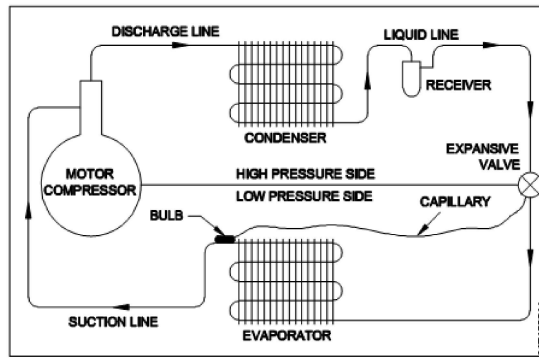 DISCHARGE LINE
LIQUID LINE
RECEIVER
CONDENSER
EXPANSIVE
VALVE
MOTOR
COMPRESSOR
HIGH PRESSURE SIDE
LOW PRESSURE SIDE
BULB
CAPILLARY
SUCTION LINE
EVAPORATOR